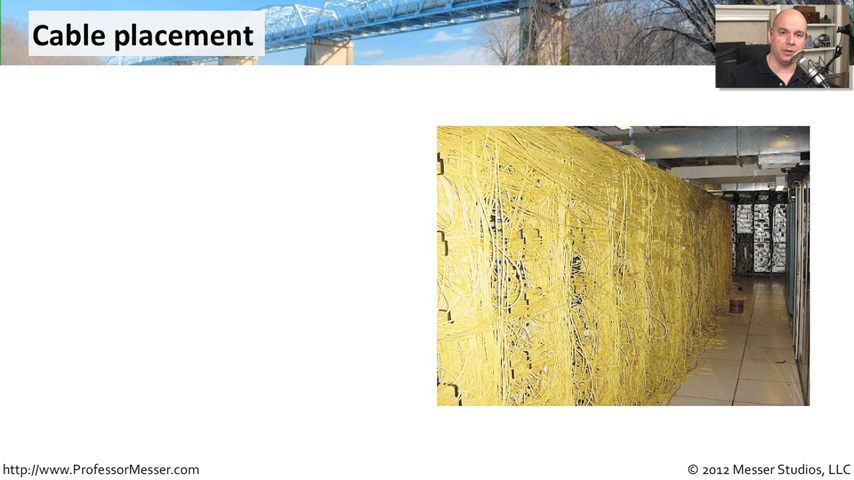 Cable placement
http://www.ProfessorMesser.com
© 2012 Messer Studios, LLC